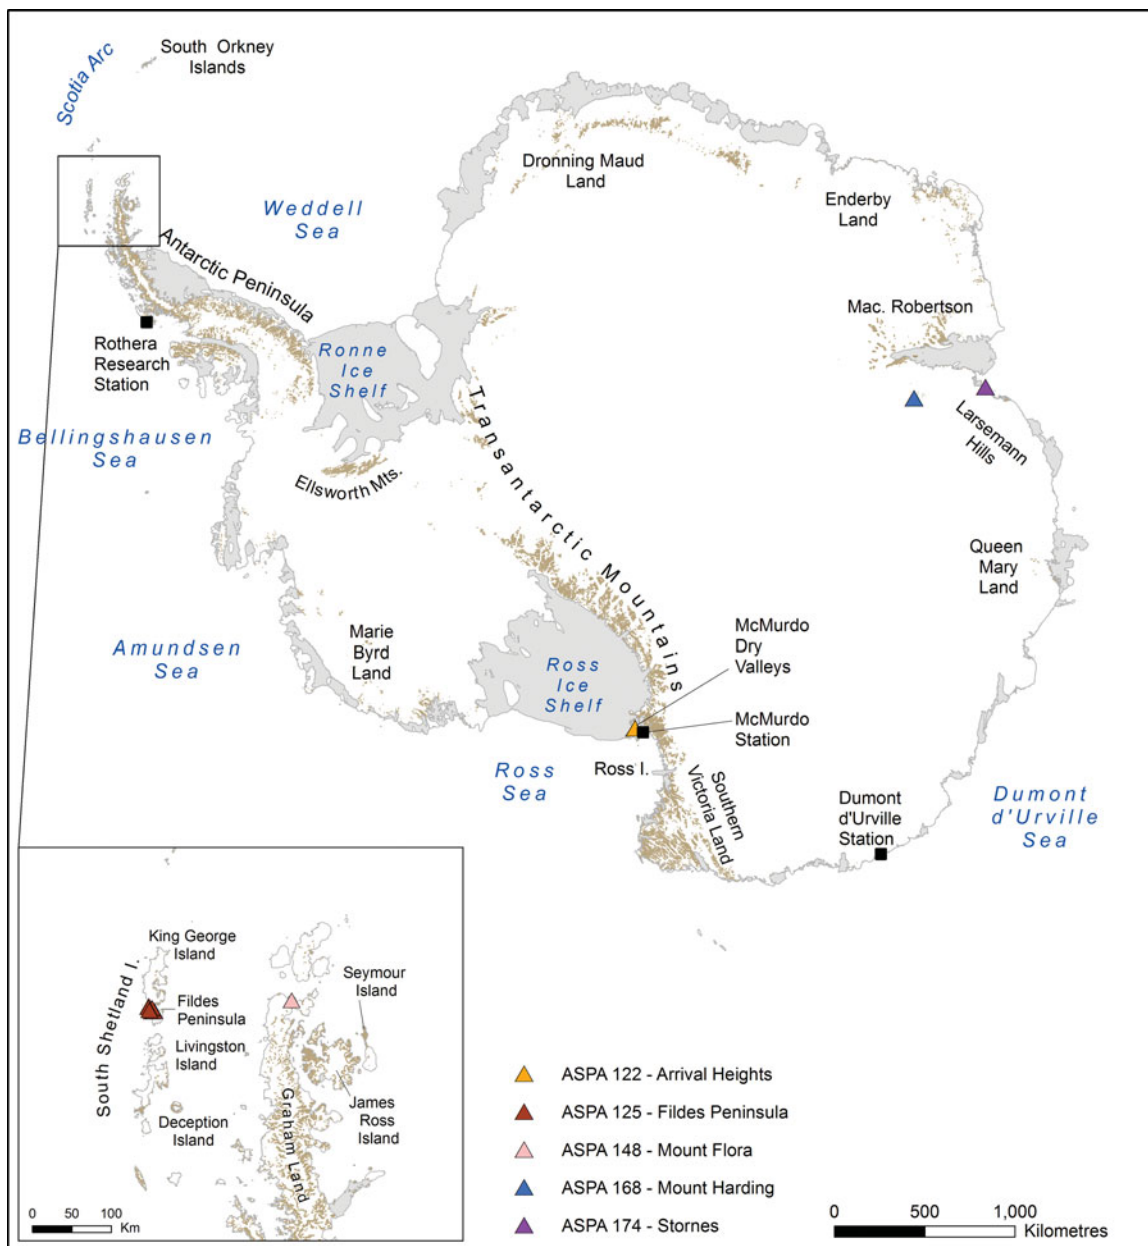 South Orkney
Islands
Scotia Arc
Weddell
Sea
Dronning Maud
Land
Enderby
Land
Antarctic Peninsula
Mac. Robertson
Rothera
Research
Station
Ronne
Ice
Shelf
Bellingshausen
Sea
Ellsworth Mts.
Transantarctic Mountains
Larsemann
Hills
Queen
Mary
Land
Amundsen
Sea
Marie
Byrd
Land
Ross
Ice
Shelf
McMurdo
Dry
Valleys
McMurdo
Station
Ross I.
Ross
Sea
Southern
Victoria Land
Dumont
d'Urville
Station
Dumont
d'Urville
Sea
King George
Island
South Shetland I.
Fildes
Peninsula
Livingston
Island
Deception
Island
Seymour
Island
James
Ross
Island
Graham Land
0 50 100
Km
ASPA 122 - Arrival Heights
ASPA 125 - Fildes Peninsula
ASPA 148 - Mount Flora
ASPA 168 - Mount Harding
ASPA 174 - Stornes
0 500 1,000
Kilometres